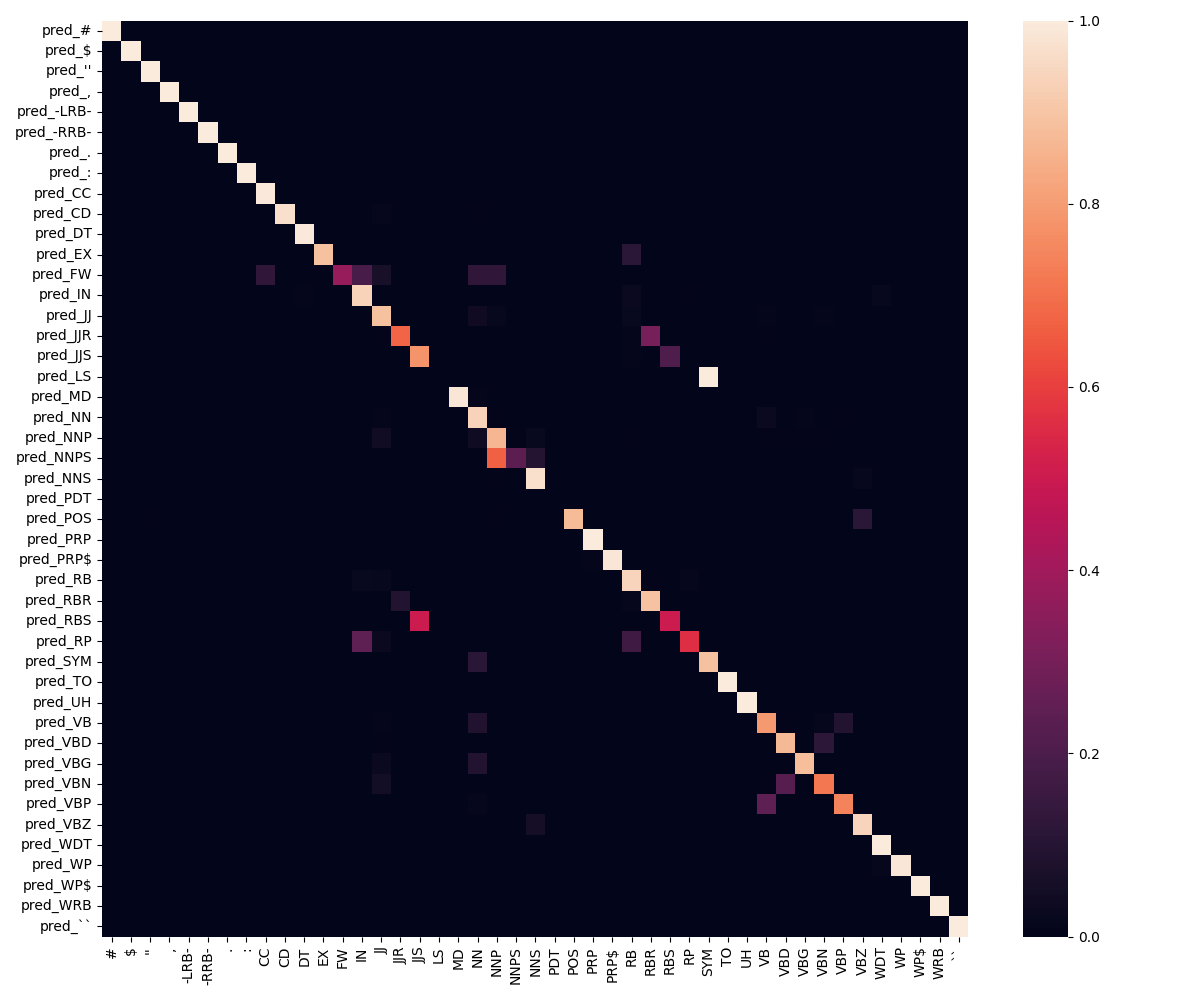 pred_#
pred_$
pred_''
pred_,
pred_-LRB-
pred_-RRB-
pred_.
pred_:
pred_CC
pred_CD
pred_DT
pred_EX
pred_FW
pred_IN
pred_JJ
pred_JJR
pred_JJS
pred_LS
pred_MD
pred_NN
pred_NNP
pred_NNPS
pred_NNS
pred_PDT
pred_POS
pred_PRP
pred_PRP$
pred_RB
pred_RBR
pred_RBS
pred_RP
pred_SYM
pred_TO
pred_UH
pred_VB
pred_VBD
pred_VBG
pred_VBN
pred_VBP
pred_VBZ
pred_WDT
pred_WP
pred_WP$
pred_WRB
pred_``
#
$
''
,
-LRB-
-RRB-
.
:
CC
CD
DT
EX
FW
IN
JJ
JJR
JJS
LS
MD
NN
NNP
NNPS
NNS
PDT
POS
PRP
PRP$
RB
RBR
RBS
RP
SYM
TO
UH
VB
VBD
VBG
VBN
VBP
VBZ
WDT
WP
WP$
WRB
``
1.0
0.8
0.6
0.4
0.2
0.0